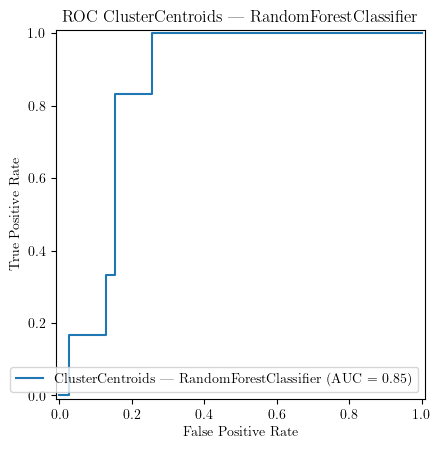 ROC ClusterCentroids — RandomForestClassifier
1.0
0.8
0.6
0.4
0.2
0.0
True Positive Rate
ClusterCentroids — RandomForestClassifier (AUC = 0.85)
0.0 0.2 0.4 0.6 0.8 1.0
False Positive Rate